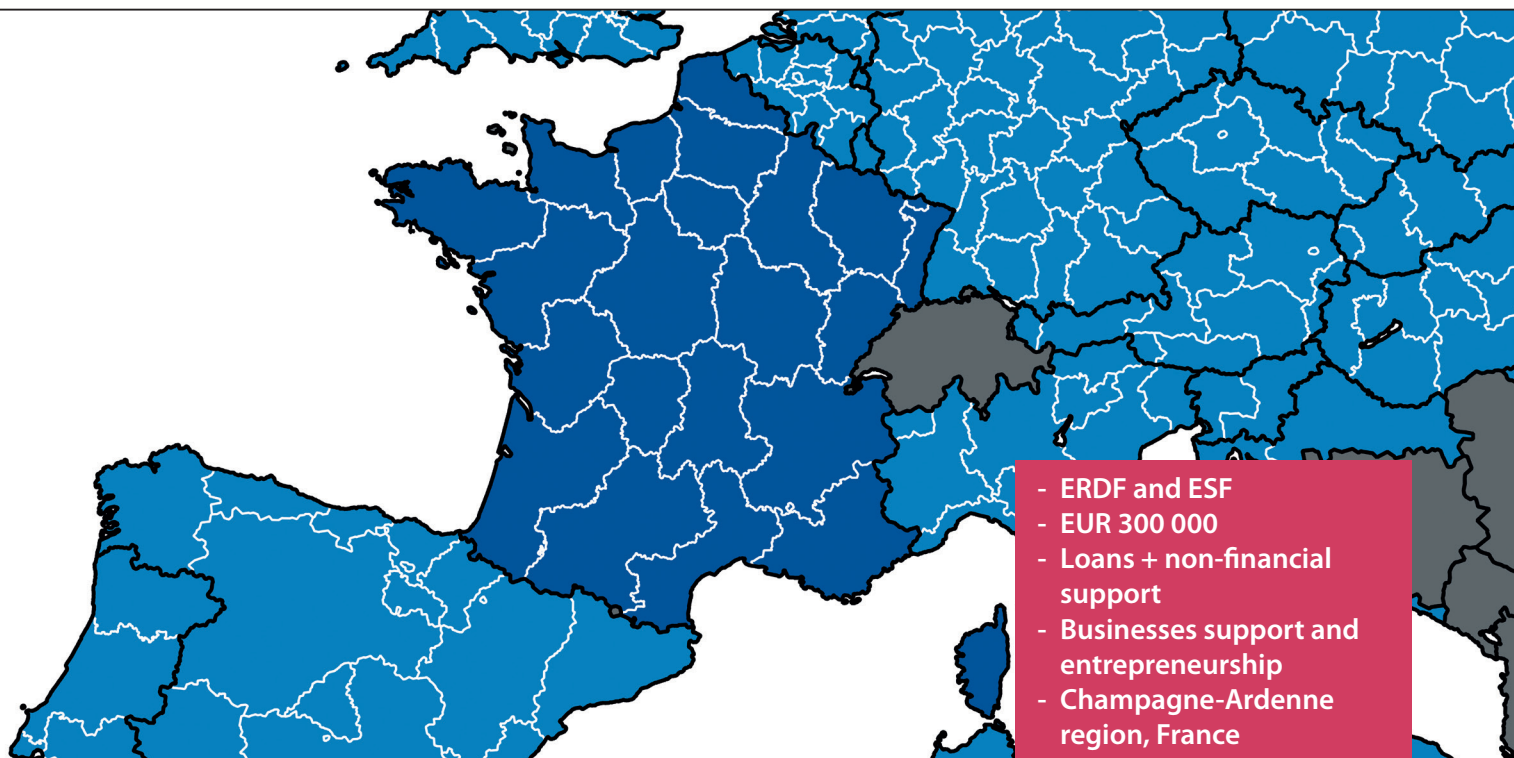 - ERDF and ESF
- EUR 300 000
- Loans + non-financial
support
- Businesses support and
entrepreneurship
- Champagne-Ardenne
region, France